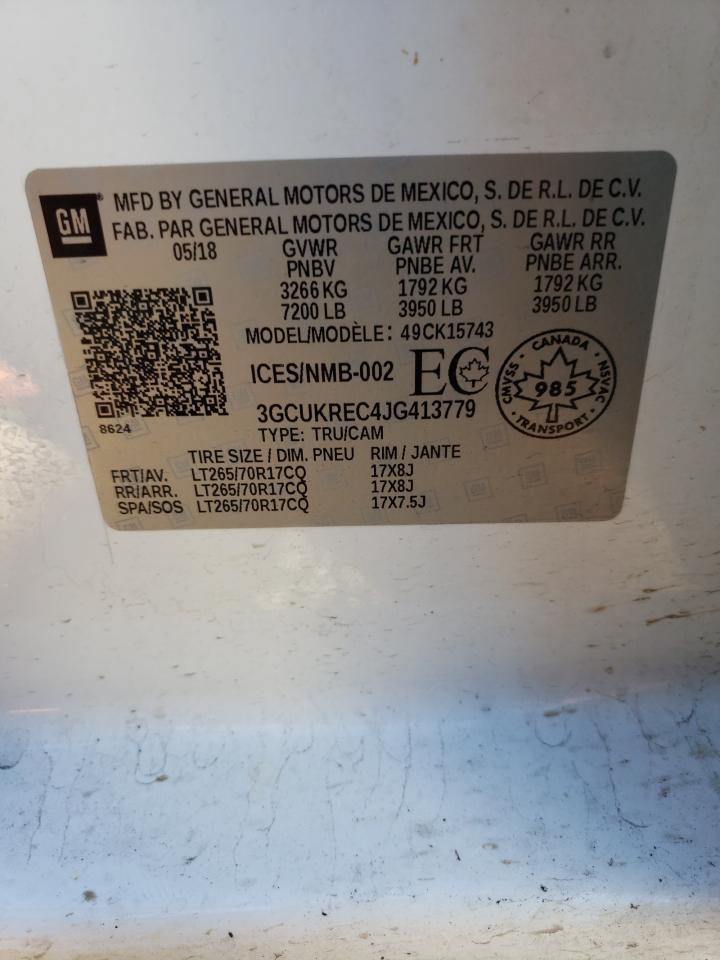 GM ® MFD BY GENERAL MOTORS DE MEXICO, S. DE R.L. DE C.V.
FAB. PAR GENERAL MOTORS DE MEXICO, S. DE R.L. DE C.V.
05/18 GVWR GAWR FRT GAWR RR
PNBV PNBE AV. PNBE ARR.
3266 KG 1792 KG 1792 KG
7200 LB 3950 LB 3950 LB
MODEL/MODÈLE: 49CK15743
ICES/NMB-002 EC
CANADA
CMVSS 985 NSVAC
TRANSPORT
3GCUKREC4JG413779
8624
TYPE: TRU/CAM
TIRE SIZE / DIM. PNEU RIM / JANTE
FRT/AV. LT265/70R17CQ 17X8J
RR/ARR. LT265/70R17CQ 17X8J
SPA/SOS LT265/70R17CQ 17X7.5J